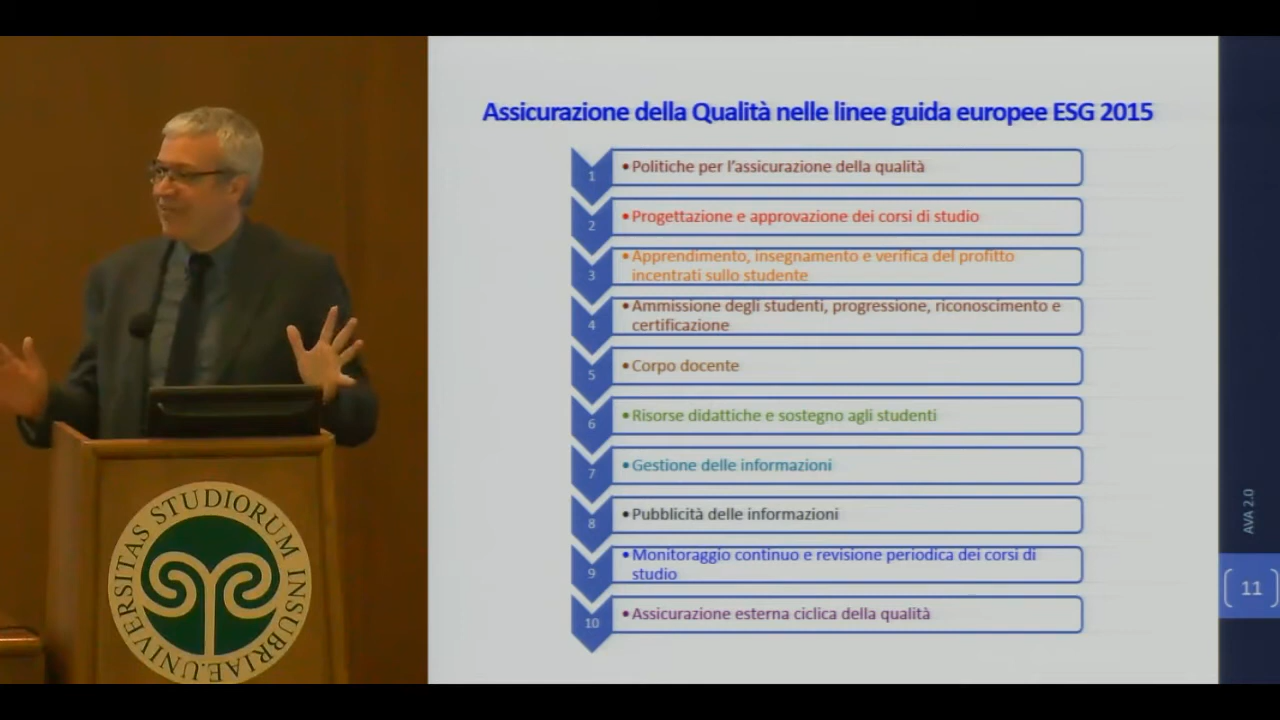 Assicurazione della Qualità nelle linee guida europee ESG 2015
1
•Politiche per l'assicurazione della qualità
2
•Progettazione e approvazione dei corsi di studio
3
•Apprendimento, insegnamento e verifica del profitto
incentrati sullo studente
4
•Ammissione degli studenti, progressione, riconoscimento e
certificazione
5
•Corpo docente
6
•Risorse didattiche e sostegno agli studenti
7
•Gestione delle informazioni
8
•Pubblicità delle informazioni
9
•Monitoraggio continuo e revisione periodica dei corsi di
studio
10
•Assicurazione esterna ciclica della qualità
AVA 2.0
11
UNIVERSITAS STUDIORUM INSUBRIAE